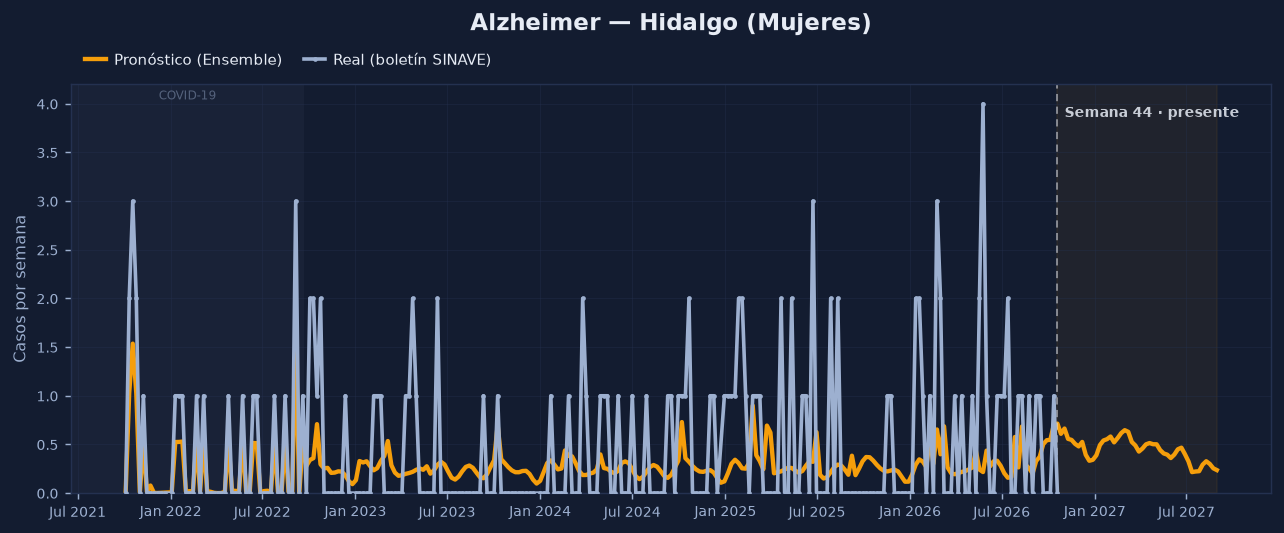 Alzheimer — Hidalgo (Mujeres)
Pronóstico (Ensemble)
Real (boletín SINAVE)
COVID-19
Semana 44 · presente
Casos por semana
4.0
3.5
3.0
2.5
2.0
1.5
1.0
0.5
0.0
Jul 2021
Jan 2022
Jul 2022
Jan 2023
Jul 2023
Jan 2024
Jul 2024
Jan 2025
Jul 2025
Jan 2026
Jul 2026
Jan 2027
Jul 2027